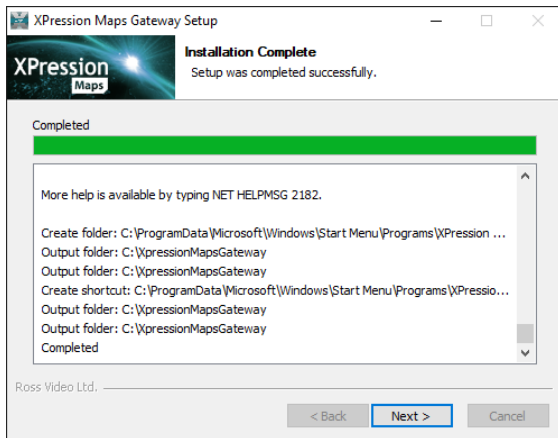 XPression Maps Gateway Setup
XPression
Maps
Installation Complete
Setup was completed successfully.
Completed
More help is available by typing NET HELPMSG 2182.
Create folder: C:\ProgramData\Microsoft\Windows\Start Menu\Programs\XPression ...
Output folder: C:\XpressionMapsGateway
Output folder: C:\XpressionMapsGateway
Create shortcut: C:\ProgramData\Microsoft\Windows\Start Menu\Programs\XPressio...
Output folder: C:\XpressionMapsGateway
Output folder: C:\XpressionMapsGateway
Completed
Ross Video Ltd.
< Back
Next >
Cancel